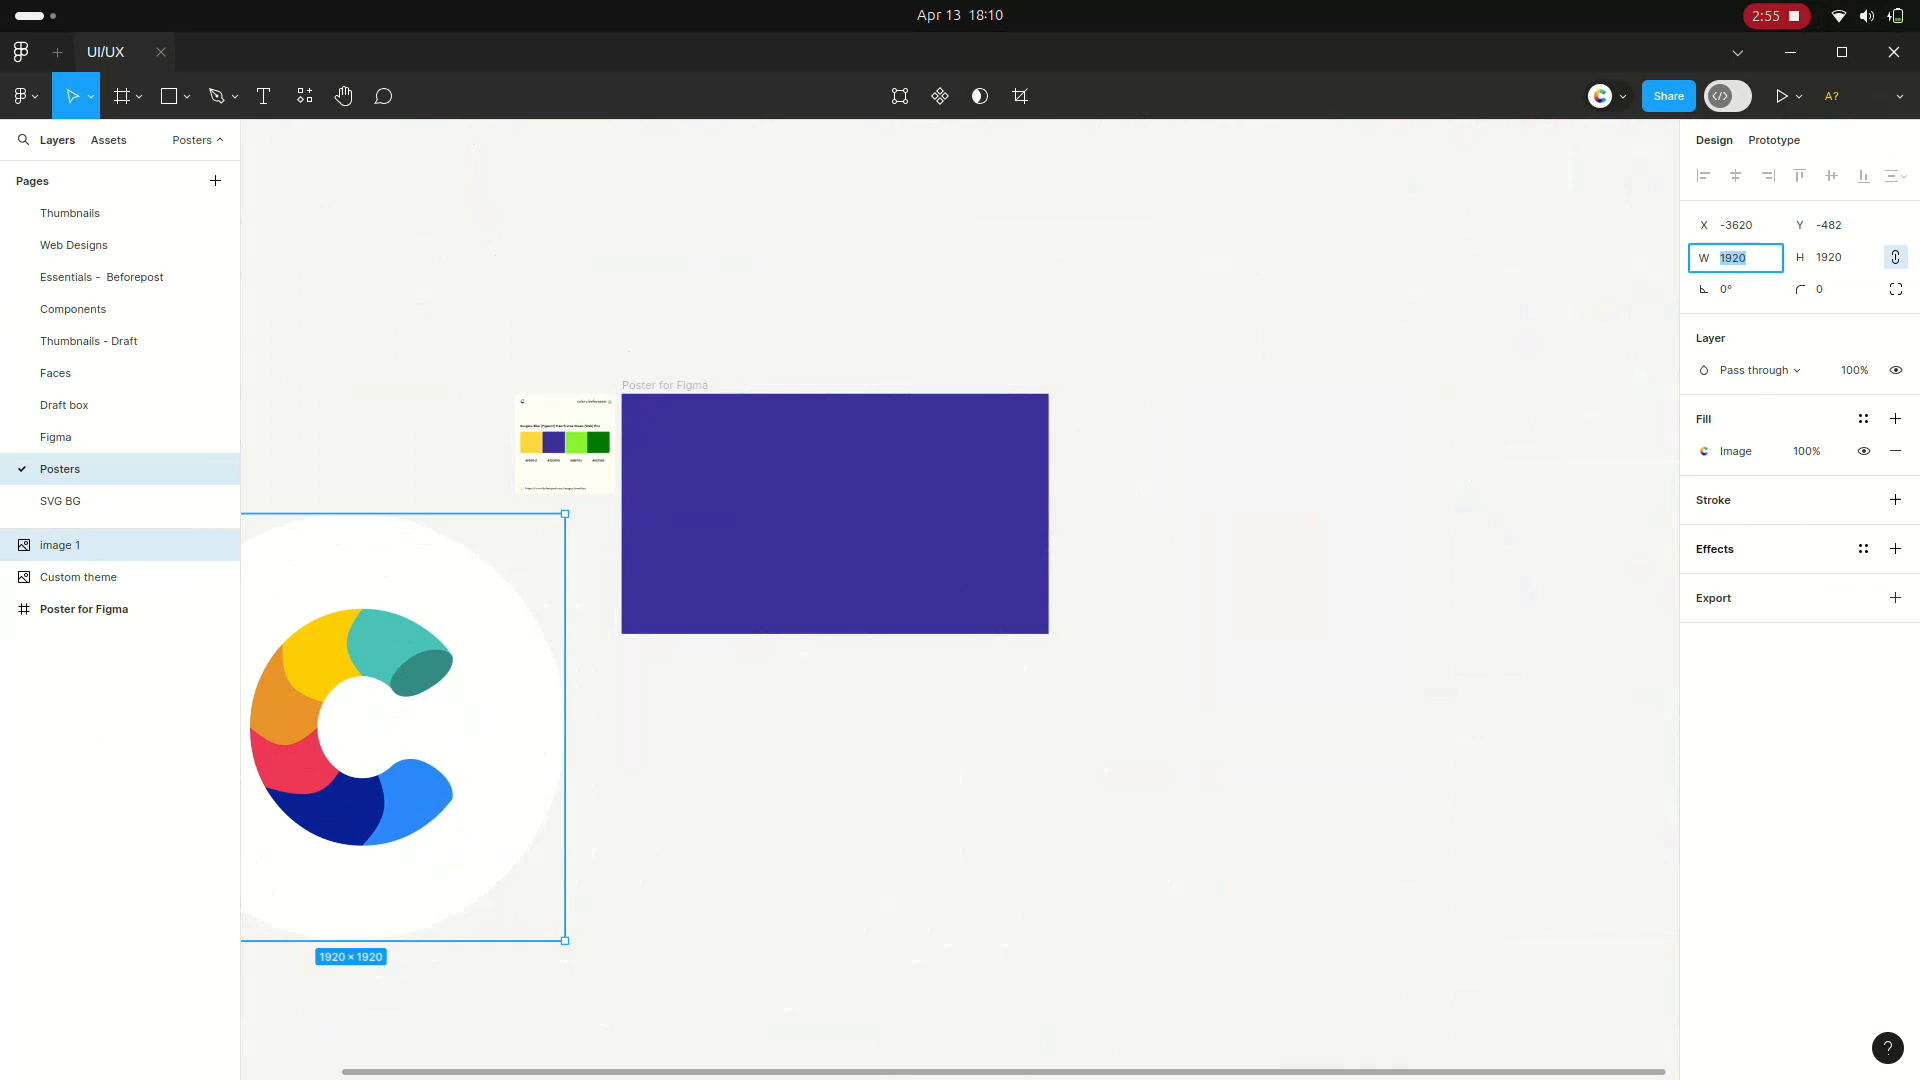 Apr 13 18:10
2:55
UI/UX
Share
A?
Layers
Assets
Posters
Pages
Thumbnails
Web Designs
Essentials - Beforepost
Components
Thumbnails - Draft
Faces
Draft box
Figma
Posters
SVG BG
image 1
Custom theme
Poster for Figma
Poster for Figma
1920 × 1920
Design
Prototype
X -3620
Y -482
W 1920
H 1920
0°
0
Layer
Pass through
100%
Fill
Image
100%
Stroke
Effects
Export
?